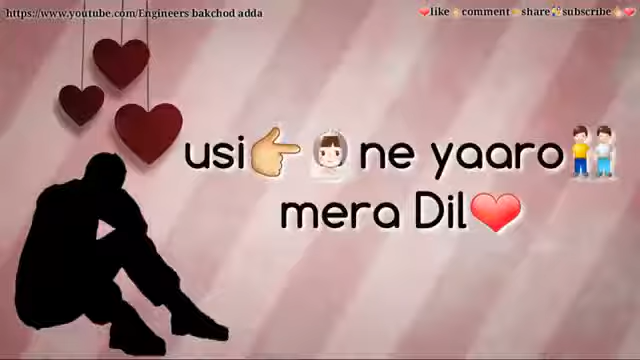 https://www.youtube.com/Engineers bakchod adda
❤like👆comment👉share🎊subscribe👆❤
usi👉👰ne yaaro👬
mera Dil❤